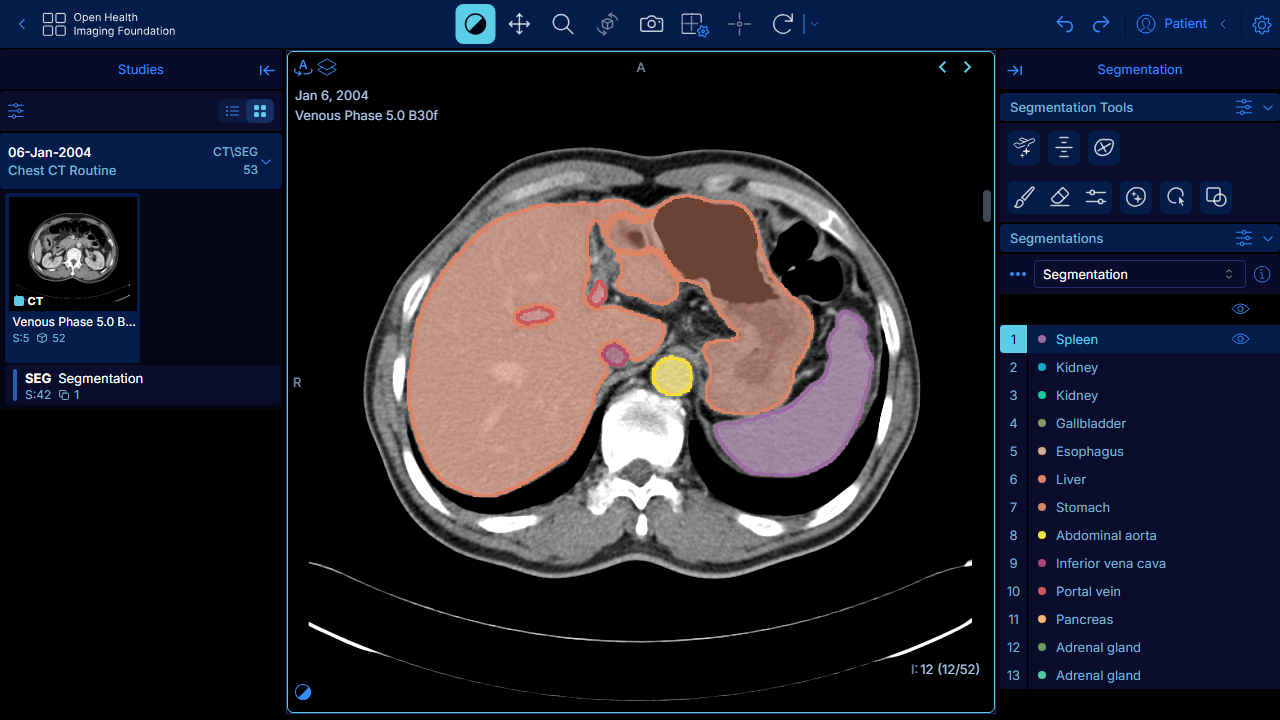 Open Health
Imaging Foundation
Patient
Studies
06-Jan-2004
CT\SEG
Chest CT Routine
53
CT
Venous Phase 5.0 B...
S:5
52
SEG Segmentation
S:42
1
A
A
Jan 6, 2004
Venous Phase 5.0 B30f
R
I: 12 (12/52)
Segmentation
Segmentation Tools
Segmentations
Segmentation
1 Spleen
2 Kidney
3 Kidney
4 Gallbladder
5 Esophagus
6 Liver
7 Stomach
8 Abdominal aorta
9 Inferior vena cava
10 Portal vein
11 Pancreas
12 Adrenal gland
13 Adrenal gland